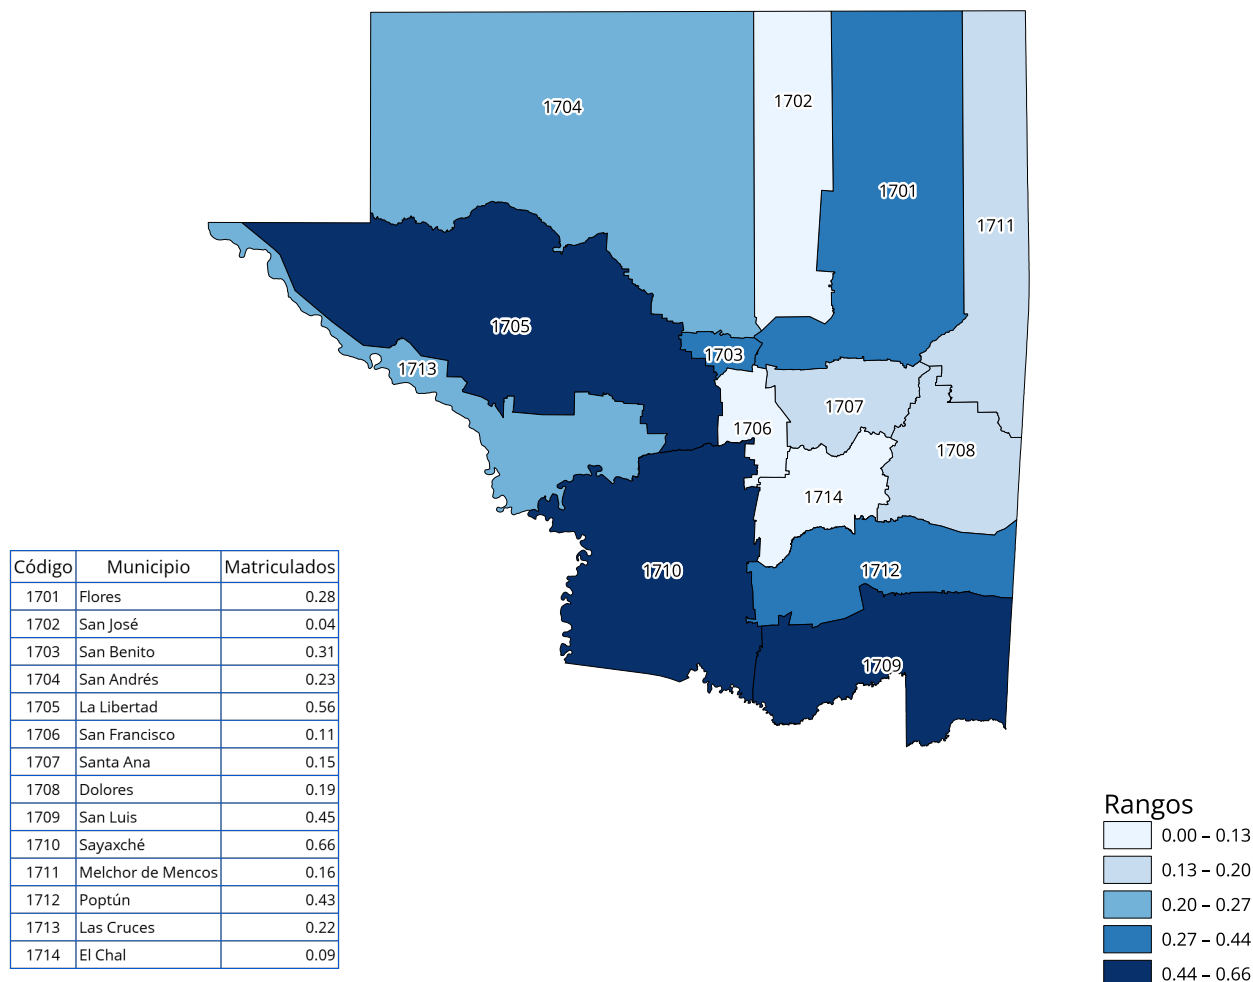 1704
1702
1701
1711
1705
1703
1713
1707
1706
1708
1714
1710
1712
1709
Código Municipio Matriculados
1701 Flores 0.28
1702 San José 0.04
1703 San Benito 0.31
1704 San Andrés 0.23
1705 La Libertad 0.56
1706 San Francisco 0.11
1707 Santa Ana 0.15
1708 Dolores 0.19
1709 San Luis 0.45
1710 Sayaxché 0.66
1711 Melchor de Mencos 0.16
1712 Poptún 0.43
1713 Las Cruces 0.22
1714 El Chal 0.09
Rangos
0.00 – 0.13
0.13 – 0.20
0.20 – 0.27
0.27 – 0.44
0.44 – 0.66